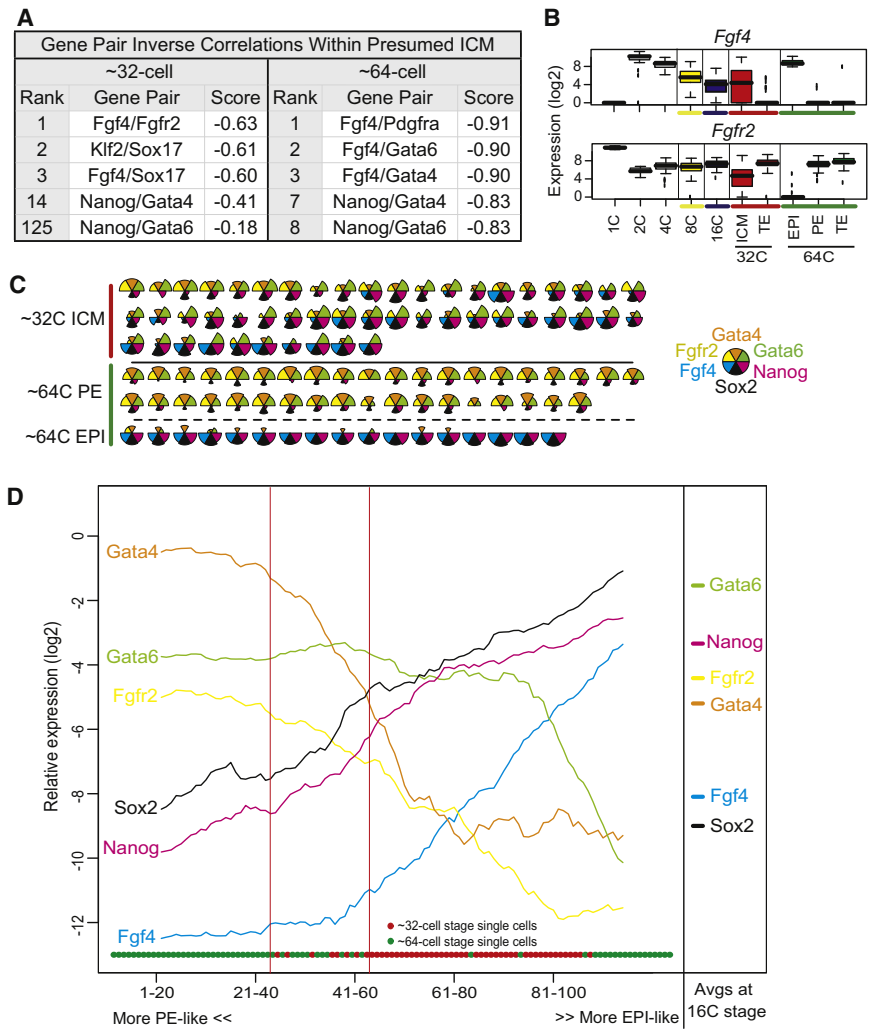 A
Gene Pair Inverse Correlations Within Presumed ICM
~32-cell ~64-cell
Rank Gene Pair Score Rank Gene Pair Score
1 Fgf4/Fgfr2 -0.63 1 Fgf4/Pdgfra -0.91
2 Klf2/Sox17 -0.61 2 Fgf4/Gata6 -0.90
3 Fgf4/Sox17 -0.60 3 Fgf4/Gata4 -0.90
14 Nanog/Gata4 -0.41 7 Nanog/Gata4 -0.83
125 Nanog/Gata6 -0.18 8 Nanog/Gata6 -0.83
B
Fgf4
Expression (log2)
8
4
0
Fgfr2
8
4
0
1C 2C 4C 8C 16C ICM TE EPI PE TE
32C 64C
C
~32C ICM
~64C PE
~64C EPI
Gata4
Fgfr2 Gata6
Fgf4 Nanog
Sox2
D
Relative expression (log2)
0
-2
-4
-6
-8
-10
-12
Gata4
Gata6
Fgfr2
Sox2
Nanog
Fgf4
~32-cell stage single cells
~64-cell stage single cells
1-20 21-40 41-60 61-80 81-100
More PE-like << >> More EPI-like
Gata6
Nanog
Fgfr2
Gata4
Fgf4
Sox2
Avgs at
16C stage